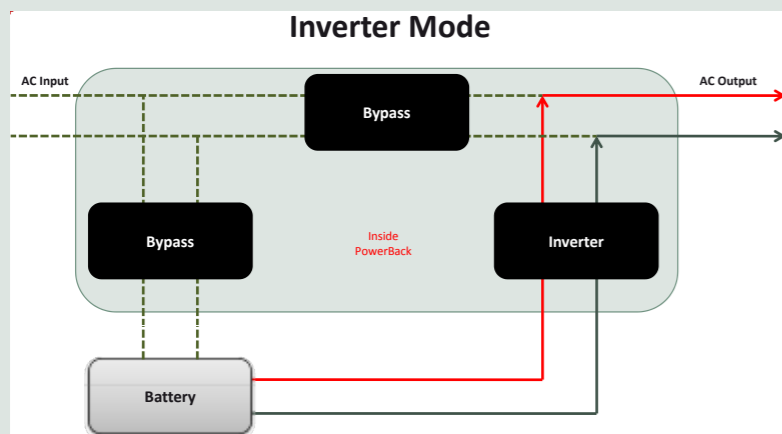 Inverter Mode
AC Input
AC Output
Bypass
Bypass
Inside
PowerBack
Inverter
Battery